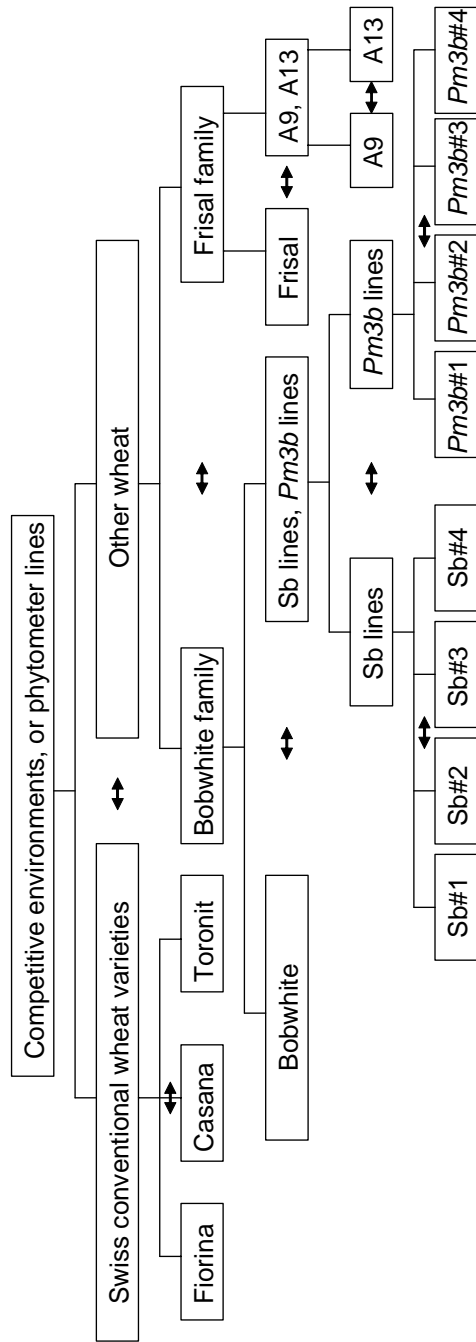 Competitive environments, or phytometer lines
Swiss conventional wheat varieties
Other wheat
Fiorina
Casana
Toronit
Bobwhite family
Frisal family
Bobwhite
Sb lines, Pm3b lines
Frisal
A9, A13
Sb lines
Pm3b lines
A9
A13
Sb#1
Sb#2
Sb#3
Sb#4
Pm3b#1
Pm3b#2
Pm3b#3
Pm3b#4